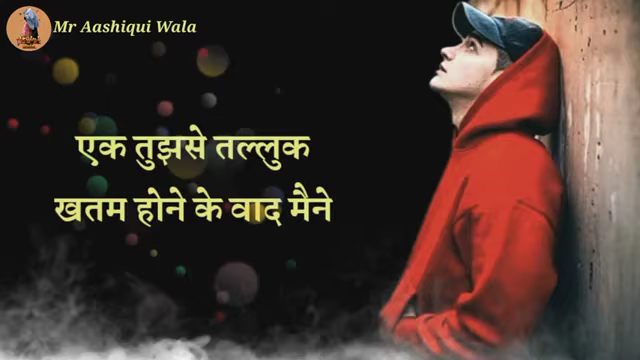 Mr Aashiqui Wala
एक तुझसे तल्लुक
खतम होने के वाद मैने